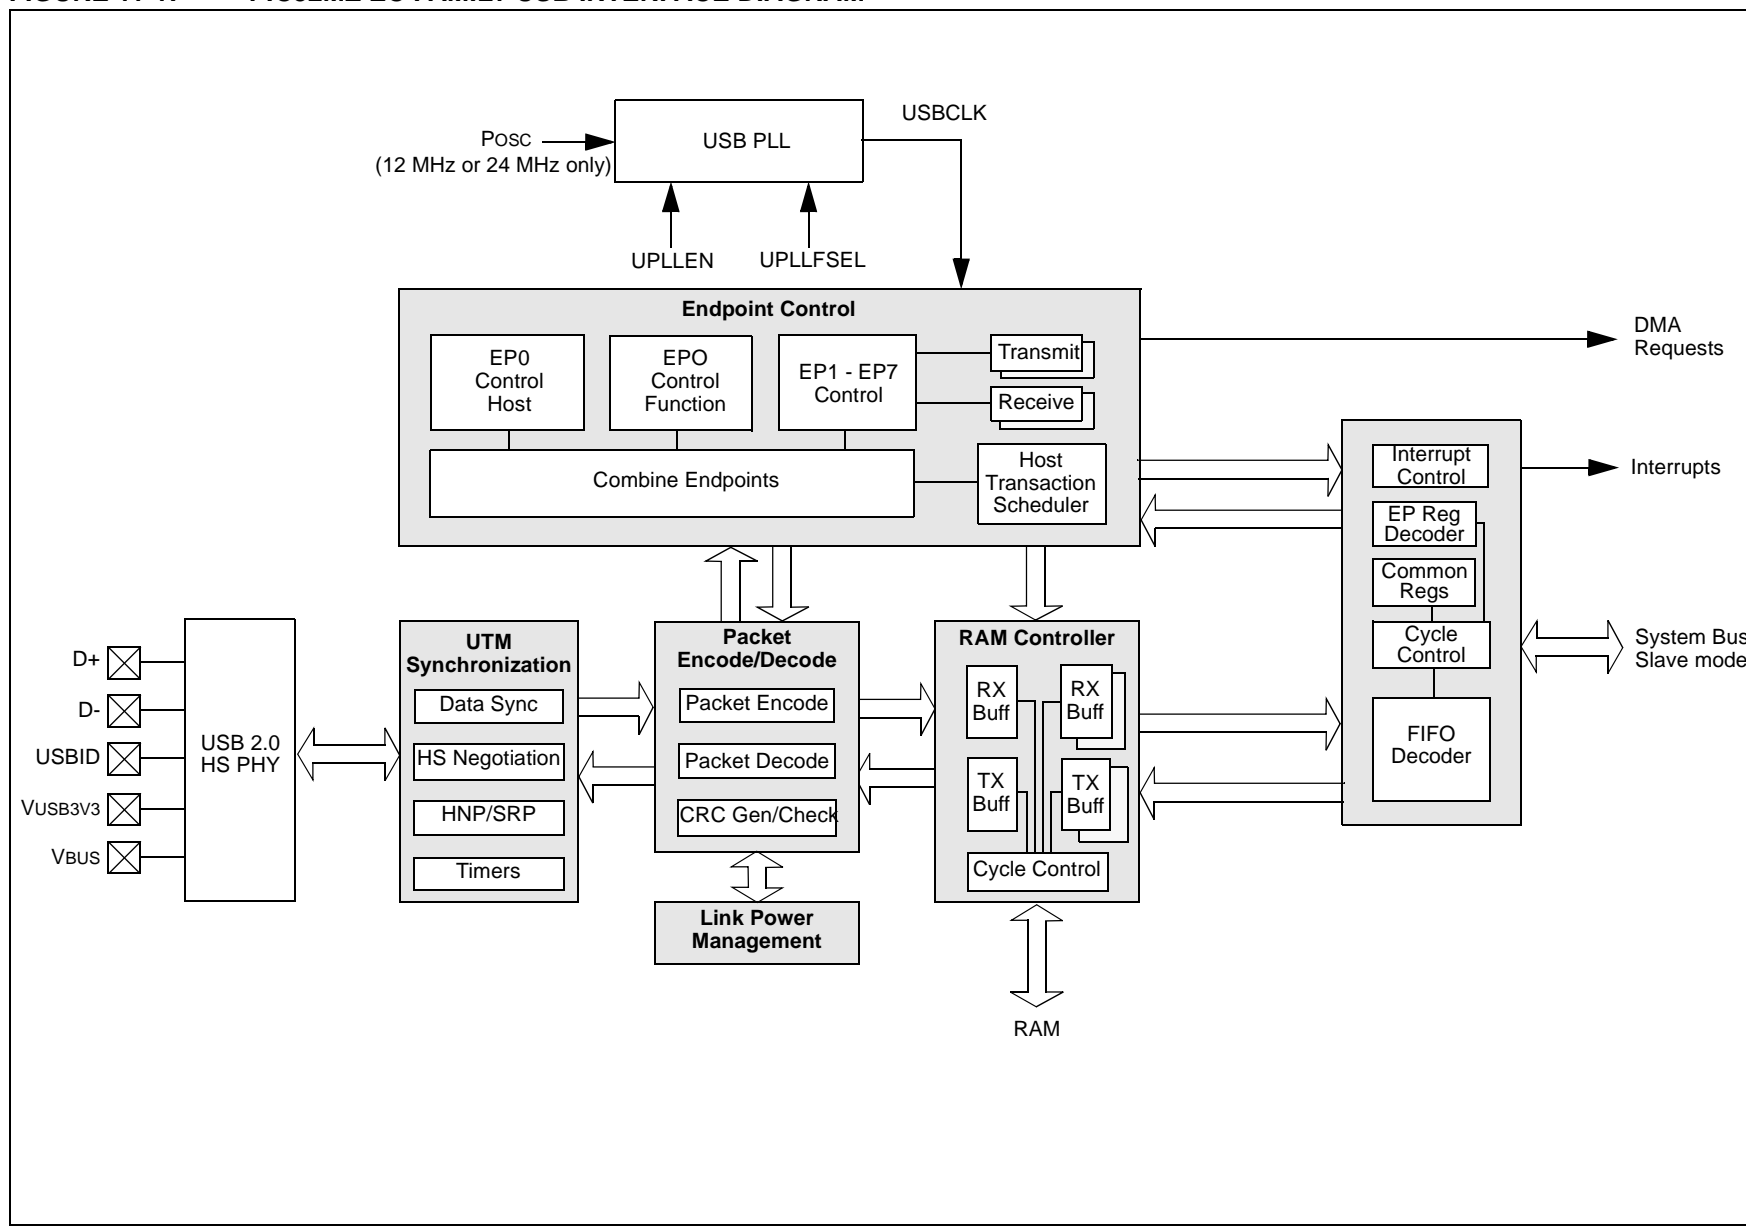 USBCLK
POSC
USB PLL
(12 MHz or 24 MHz only)
UPLLEN
UPLLFSEL
Endpoint Control
EP0
Control
Host
EPO
Control
Function
EP1 - EP7
Control
Transmit
Receive
Combine Endpoints
Host
Transaction
Scheduler
DMA
Requests
Interrupt
Control
Interrupts
EP Reg
Decoder
Common
Regs
Cycle
Control
System Bus
Slave mode
FIFO
Decoder
D+
D-
USBID
VUSB3V3
VBUS
USB 2.0
HS PHY
UTM
Synchronization
Data Sync
HS Negotiation
HNP/SRP
Timers
Packet
Encode/Decode
Packet Encode
Packet Decode
CRC Gen/Check
Link Power
Management
RAM Controller
RX
Buff
RX
Buff
TX
Buff
TX
Buff
Cycle Control
RAM